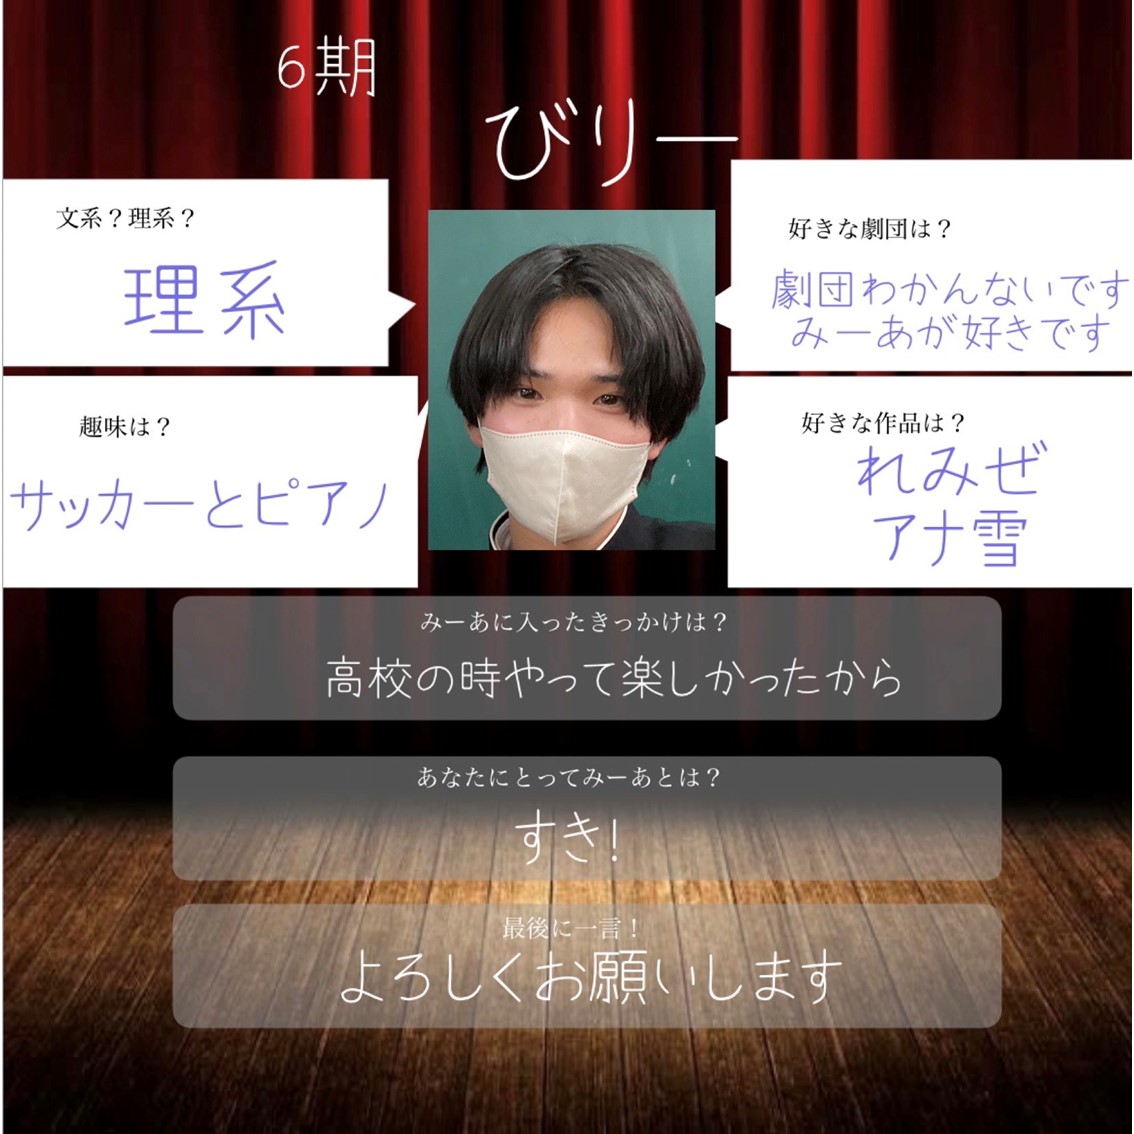 6期
びりー
文系？理系？
理系
好きな劇団は？
劇団わかんないです
みーあが好きです
趣味は？
サッカーとピアノ
好きな作品は？
れみぜ
アナ雪
みーあに入ったきっかけは？
高校の時やって楽しかったから
あなたにとってみーあとは？
すき!
最後に一言！
よろしくお願いします